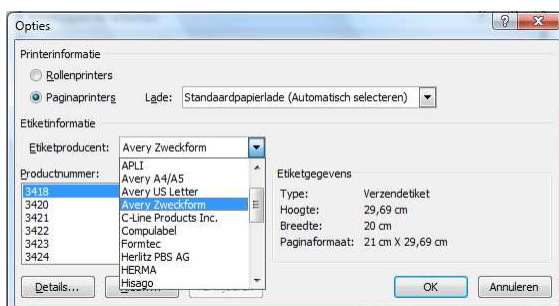 Opties
Printerinformatie
Rollenprinters
Paginaprinters Lade: Standaardpapierlade (Automatisch selecteren)
Etiketinformatie
Etiketproducent: Avery Zweckform
Productnummer:
3418
3420
3421
3422
3423
3424
APLI
Avery A4/A5
Avery US Letter
Avery Zweckform
C-Line Products Inc.
Compulabel
Formtec
Herlitz PBS AG
HERMA
Hisago
Etiketgegevens
Type: Verzendetiket
Hoogte: 29,69 cm
Breedte: 20 cm
Paginaformaat: 21 cm X 29,69 cm
Details... OK Annuleren